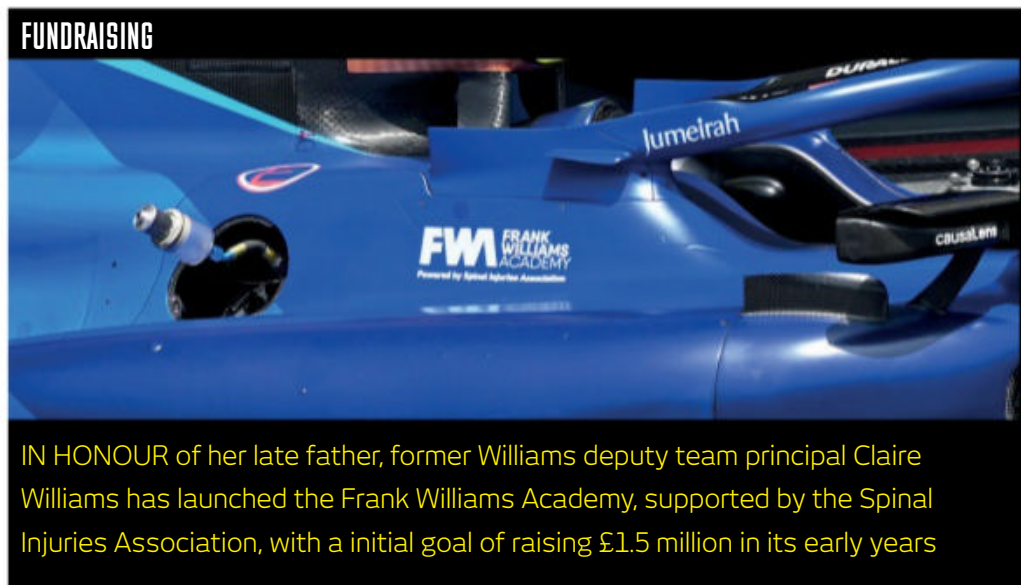 FUNDRAISING
DURAC
Jumeirah
FW
FRANK
WILLIAMS
ACADEMY
Powered by Spinal Injuries Association
causaLens
IN HONOUR of her late father, former Williams deputy team principal Claire
Williams has launched the Frank Williams Academy, supported by the Spinal
Injuries Association, with a initial goal of raising £1.5 million in its early years